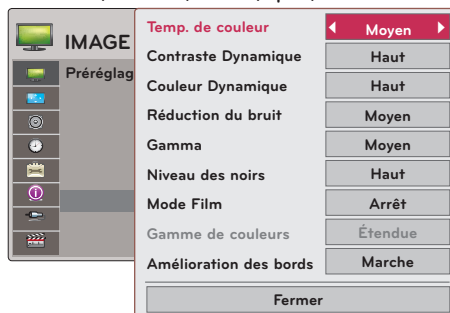 IMAGE
Préréglag
Temp. de couleur Moyen
Contraste Dynamique Haut
Couleur Dynamique Haut
Réduction du bruit Moyen
Gamma Moyen
Niveau des noirs Haut
Mode Film Arrêt
Gamme de couleurs Étendue
Amélioration des bords Marche
Fermer